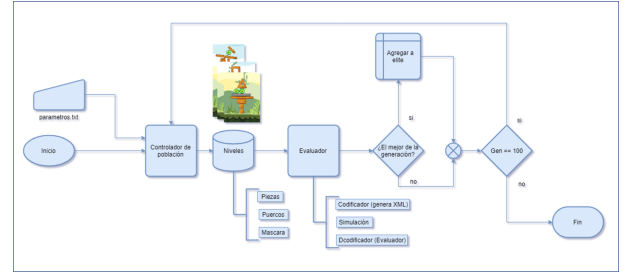 parametros.txt
Inicio
Controlador de
población
Niveles
Piezas
Puercos
Mascara
Evaluador
Codificador (genera XML)
Simulación
Dcodificador (Evaluador)
¿El mejor de la
generación?
si
no
Agregar a
elite
Gen == 100
si
no
Fin